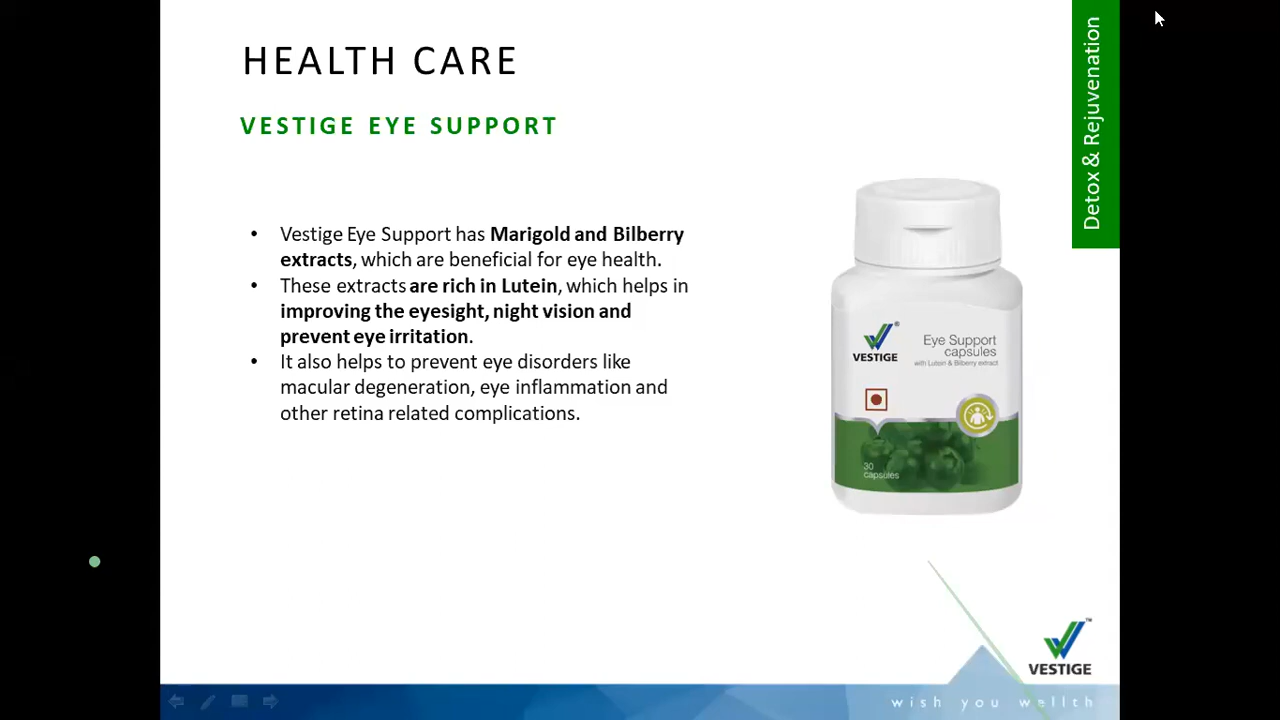 HEALTH CARE
VESTIGE EYE SUPPORT
Detox & Rejuvenation
• Vestige Eye Support has Marigold and Bilberry
extracts, which are beneficial for eye health.
• These extracts are rich in Lutein, which helps in
improving the eyesight, night vision and
prevent eye irritation.
• It also helps to prevent eye disorders like
macular degeneration, eye inflammation and
other retina related complications.
VESTIGE
Eye Support
capsules
with Lutein & Bilberry extract
30
capsules
VESTIGE
wish you wellth